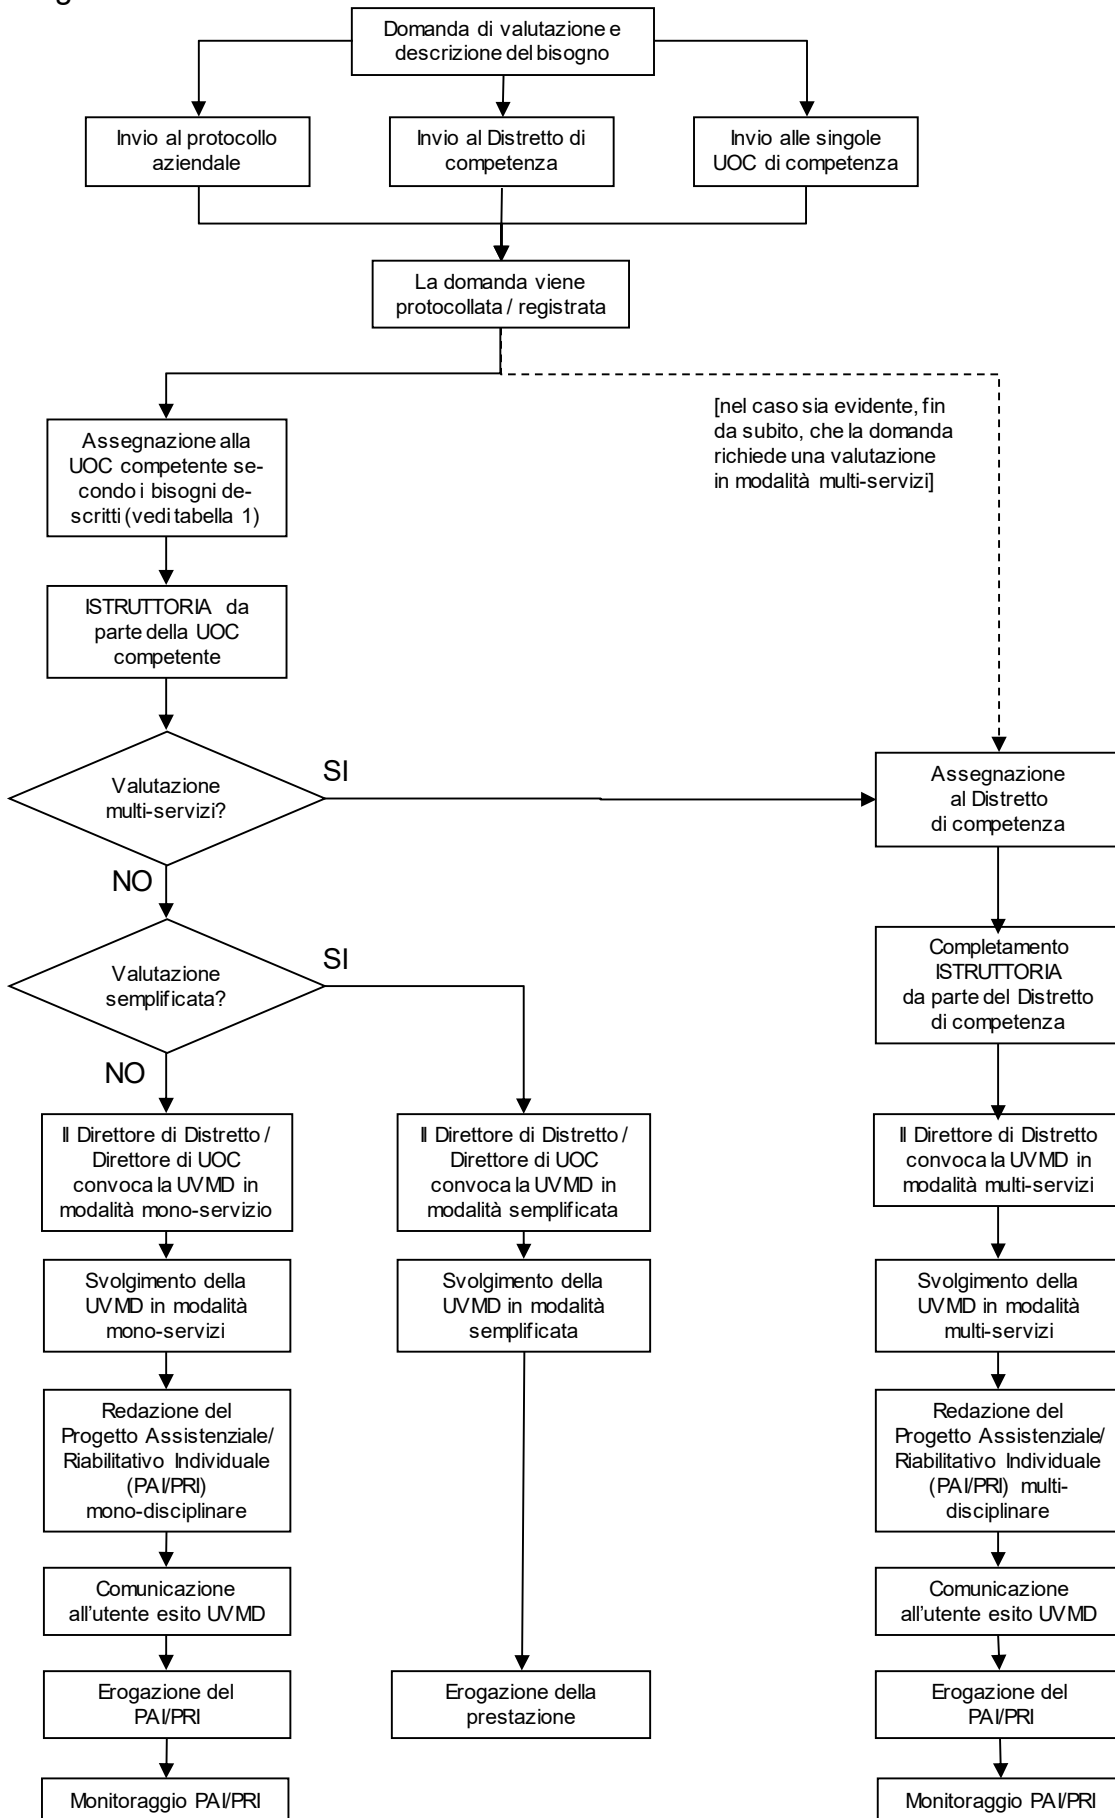 Domanda di valutazione e
descrizione del bisogno
Invio al protocollo
aziendale
Invio al Distretto di
competenza
Invio alle singole
UOC di competenza
La domanda viene
protocollata / registrata
[nel caso sia evidente, fin
da subito, che la domanda
richiede una valutazione
in modalità multi-servizi]
Assegnazione alla
UOC competente se-
condo i bisogni de-
scritti (vedi tabella 1)
ISTRUTTORIA da
parte della UOC
competente
Valutazione
multi-servizi?
SI
NO
Assegnazione
al Distretto
di competenza
Valutazione
semplificata?
SI
NO
Completamento
ISTRUTTORIA
da parte del Distretto
di competenza
Il Direttore di Distretto /
Direttore di UOC
convoca la UVMD in
modalità mono-servizio
Il Direttore di Distretto /
Direttore di UOC
convoca la UVMD in
modalità semplificata
Il Direttore di Distretto
convoca la UVMD in
modalità multi-servizi
Svolgimento della
UVMD in modalità
mono-servizi
Svolgimento della
UVMD in modalità
semplificata
Svolgimento della
UVMD in modalità
multi-servizi
Redazione del
Progetto Assistenziale/
Riabilitativo Individuale
(PAI/PRI)
mono-disciplinare
Redazione del
Progetto Assistenziale/
Riabilitativo Individuale
(PAI/PRI) multi-
disciplinare
Comunicazione
all'utente esito UVMD
Comunicazione
all'utente esito UVMD
Erogazione del
PAI/PRI
Erogazione della
prestazione
Erogazione del
PAI/PRI
Monitoraggio PAI/PRI
Monitoraggio PAI/PRI